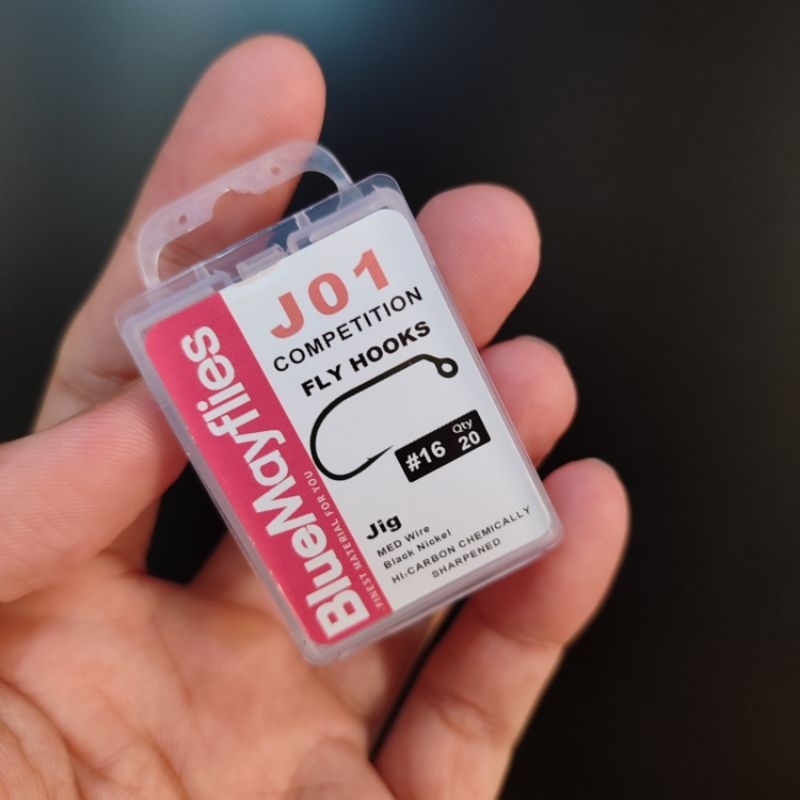 J01
COMPETITION
FLY HOOKS
#16 Qty 20
Jig
MED Wire
Black Nickel
HI-CARBON CHEMICALLY
SHARPENED
BlueMayflies
FINEST MATERIAL FOR YOU